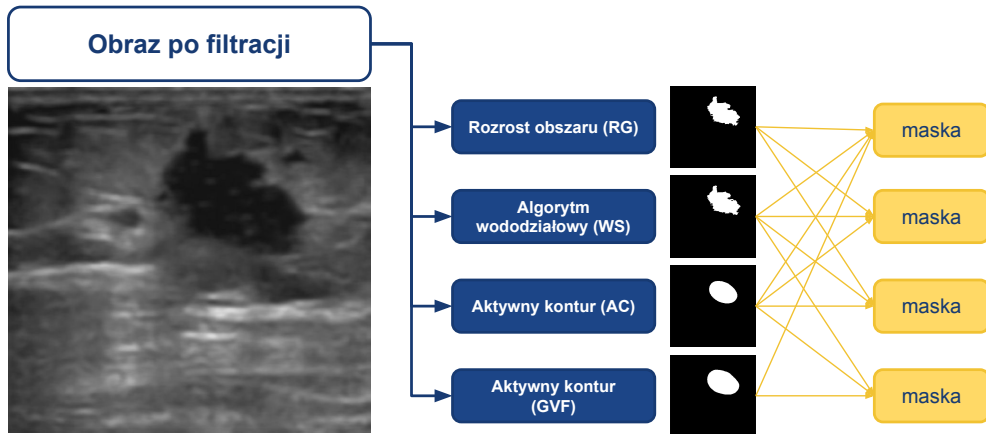 Obraz po filtracji
Rozrost obszaru (RG)
maska
Algorytm
wododziałowy (WS)
maska
Aktywny kontur (AC)
maska
Aktywny kontur
(GVF)
maska